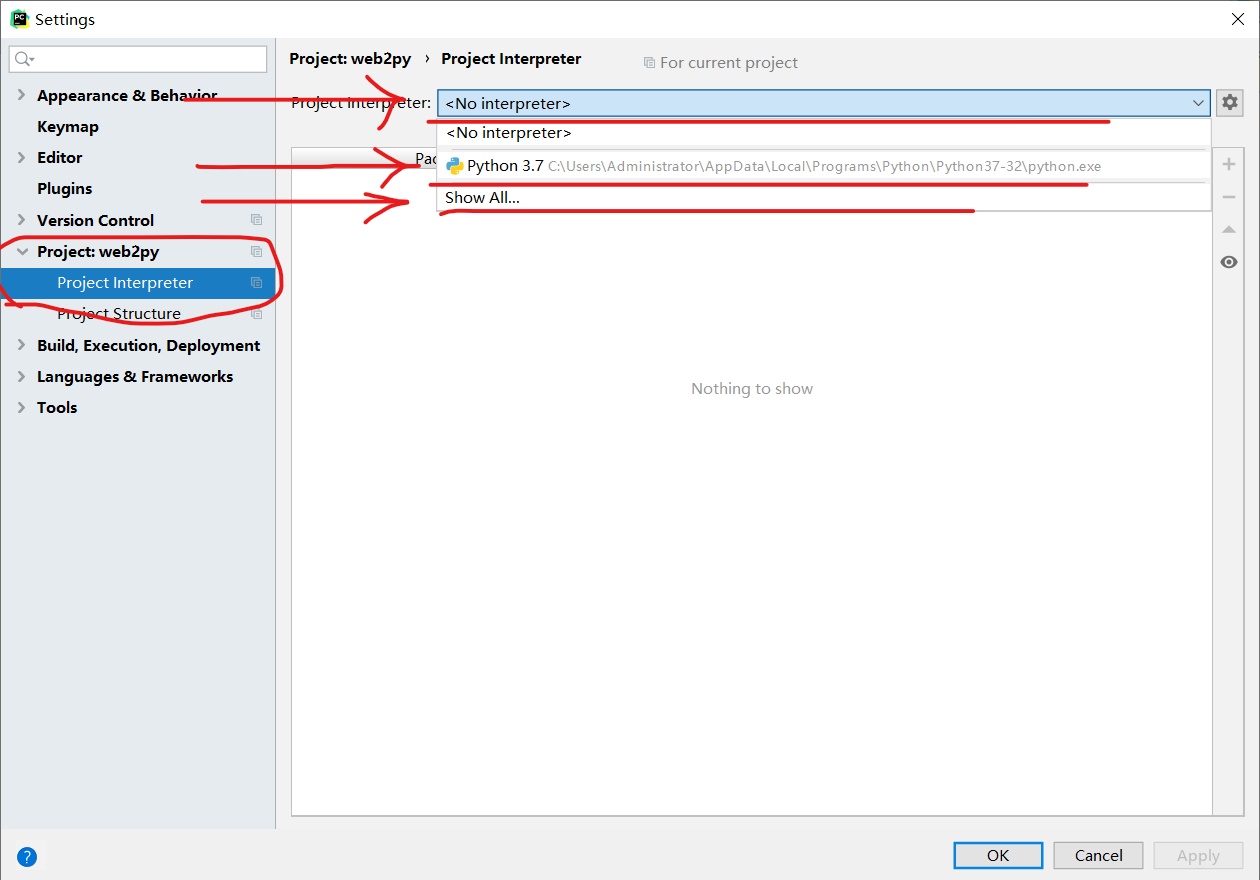 Settings
Project: web2py › Project Interpreter
For current project
Appearance & Behavior
Keymap
Editor
Plugins
Version Control
Project: web2py
Project Interpreter
Project Structure
Build, Execution, Deployment
Languages & Frameworks
Tools
Project Interpreter: <No interpreter>
<No interpreter>
Python 3.7 C:\Users\Administrator\AppData\Local\Programs\Python\Python37-32\python.exe
Show All...
Nothing to show
?
OK
Cancel
Apply